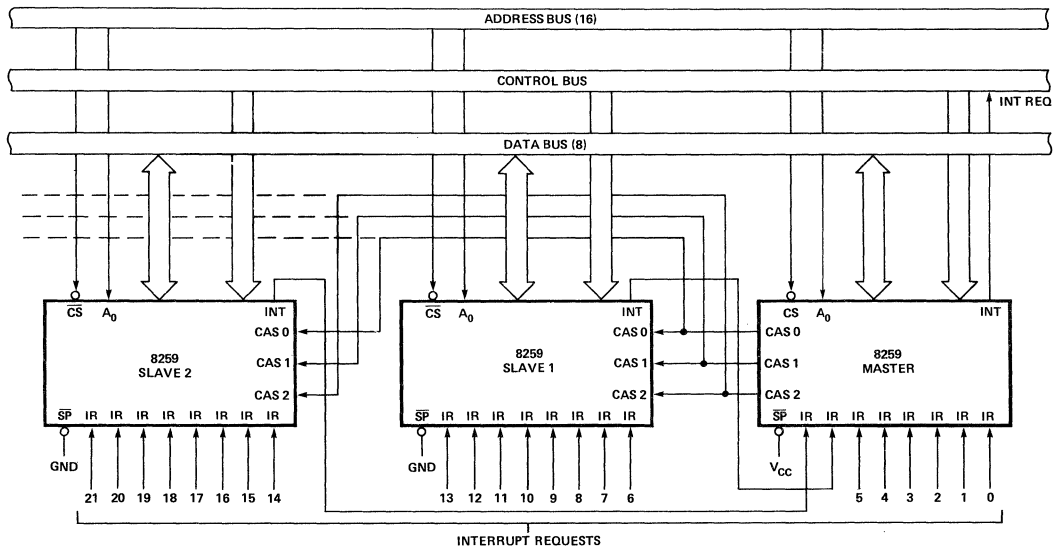 ADDRESS BUS (16)
CONTROL BUS
INT REQ
DATA BUS (8)
CS A0 INT
CAS 0
8259
SLAVE 2
CAS 1
CAS 2
SP IR IR IR IR IR IR IR IR
GND
21 20 19 18 17 16 15 14
CS A0 INT
CAS 0
8259
SLAVE 1
CAS 1
CAS 2
SP IR IR IR IR IR IR IR IR
GND
13 12 11 10 9 8 7 6
CS A0 INT
CAS 0
8259
MASTER
CAS 1
CAS 2
SP IR IR IR IR IR IR IR IR
VCC
5 4 3 2 1 0
INTERRUPT REQUESTS